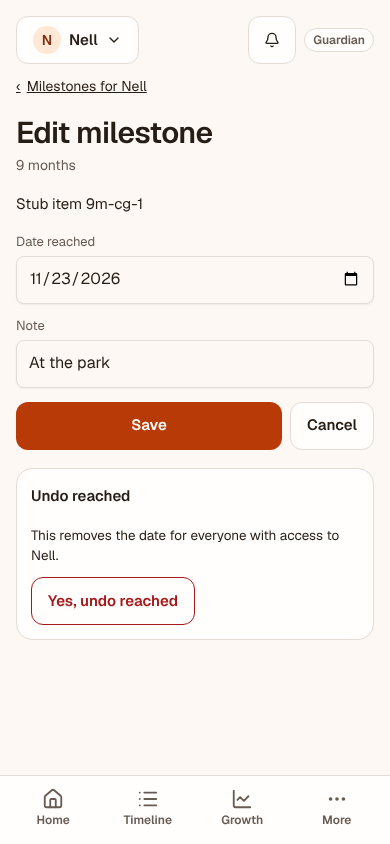 N Nell
Guardian
‹ Milestones for Nell
Edit milestone
9 months
Stub item 9m-cg-1
Date reached
11/23/2026
Note
At the park
Save
Cancel
Undo reached
This removes the date for everyone with access to
Nell.
Yes, undo reached
Home
Timeline
Growth
More